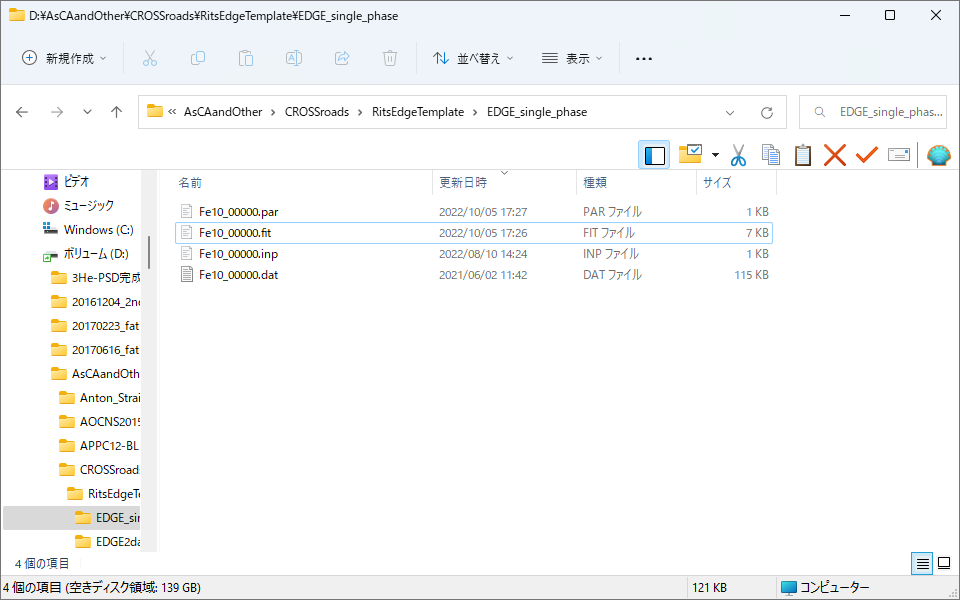 D:¥AsCAandOther¥CROSSroads¥RitsEdgeTemplate¥EDGE_single_phase
新規作成 並べ替え 表示
« AsCAandOther > CROSSroads > RitsEdgeTemplate > EDGE_single_phase EDGE_single_phas...
名前 更新日時 種類 サイズ
Fe10_00000.par 2022/10/05 17:27 PAR ファイル 1 KB
Fe10_00000.fit 2022/10/05 17:26 FIT ファイル 7 KB
Fe10_00000.inp 2022/08/10 14:24 INP ファイル 1 KB
Fe10_00000.dat 2021/06/02 11:42 DAT ファイル 115 KB
ビデオ
ミュージック
Windows (C:)
ボリューム (D:)
3He-PSD完成
20161204_2nd
20170223_fat
20170616_fat
AsCAandOth
Anton_Strai
AOCNS2015
APPC12-BL
CROSSroad
RitsEdgeTe
EDGE_sin
EDGE2da
4 個の項目
4 個の項目 (空きディスク領域: 139 GB) 121 KB コンピューター